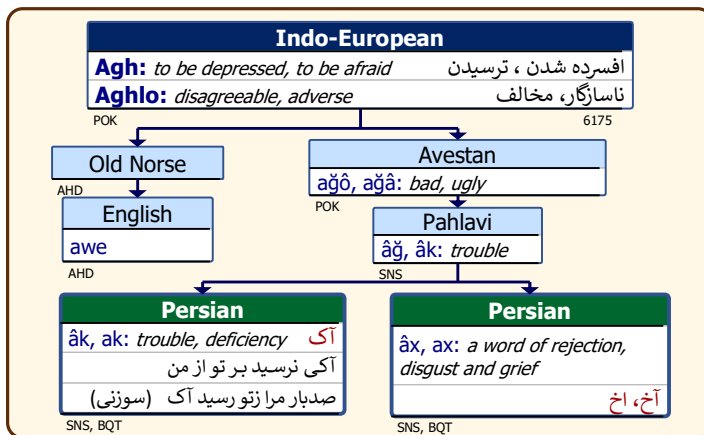 Indo-European
Agh: to be depressed, to be afraid افسرده شدن ، ترسیدن
Aghlo: disagreeable, adverse ناسازگار، مخالف
POK 6175
Old Norse
AHD
English
awe
AHD
Avestan
ağô, ağâ: bad, ugly
POK
Pahlavi
âğ, âk: trouble
SNS
Persian
âk, ak: trouble, deficiency آک
آکی نرسید بر تو از من
صدبار مرا زتو رسید آک (سوزنی)
SNS, BQT
Persian
âx, ax: a word of rejection,
disgust and grief
آخ، اخ
SNS, BQT